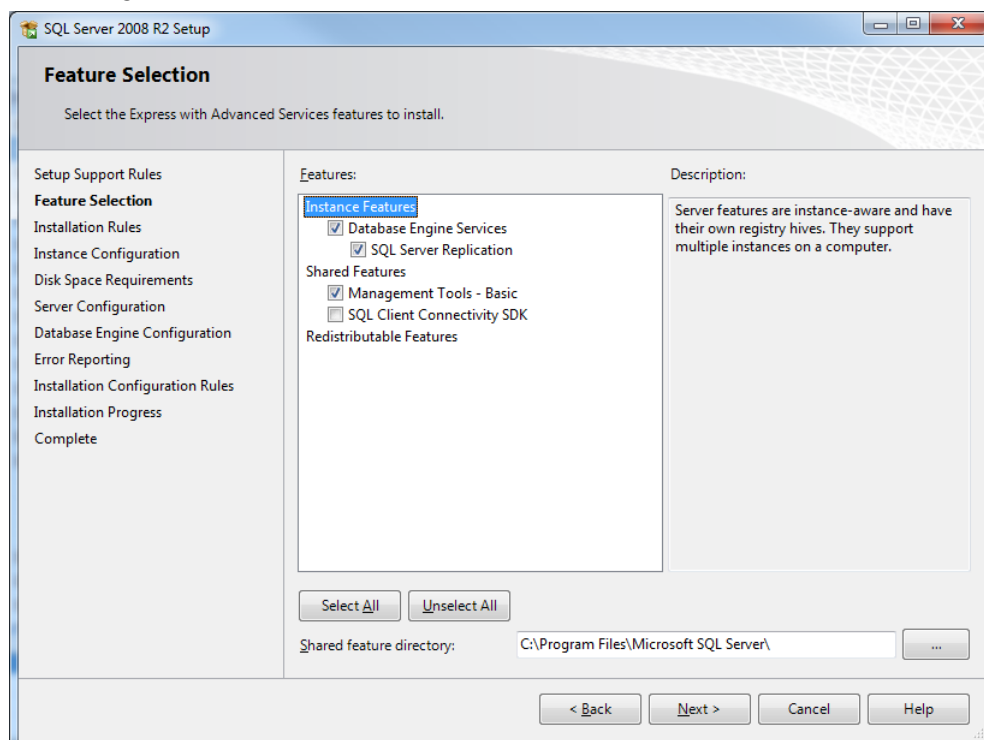 SQL Server 2008 R2 Setup
Feature Selection
Select the Express with Advanced Services features to install.
Setup Support Rules
Feature Selection
Installation Rules
Instance Configuration
Disk Space Requirements
Server Configuration
Database Engine Configuration
Error Reporting
Installation Configuration Rules
Installation Progress
Complete
Features:
Instance Features
Database Engine Services
SQL Server Replication
Shared Features
Management Tools - Basic
SQL Client Connectivity SDK
Redistributable Features
Description:
Server features are instance-aware and have
their own registry hives. They support
multiple instances on a computer.
Select All
Unselect All
Shared feature directory:
C:\Program Files\Microsoft SQL Server\
...
< Back
Next >
Cancel
Help